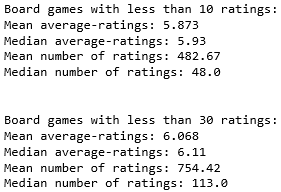 Board games with less than 10 ratings:
Mean average-ratings: 5.873
Median average-ratings: 5.93
Mean number of ratings: 482.67
Median number of ratings: 48.0
Board games with less than 30 ratings:
Mean average-ratings: 6.068
Median average-ratings: 6.11
Mean number of ratings: 754.42
Median number of ratings: 113.0